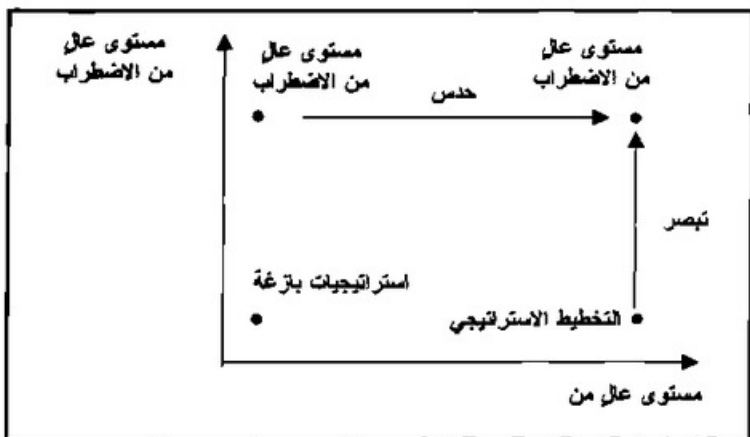 مستوى عالٍ
من الاضطراب
مستوى عالٍ
من الاضطراب
مستوى عالٍ
من الاضطراب
حدس
تبصر
استراتيجيات بازغة
التخطيط الاستراتيجي
مستوى عالٍ من